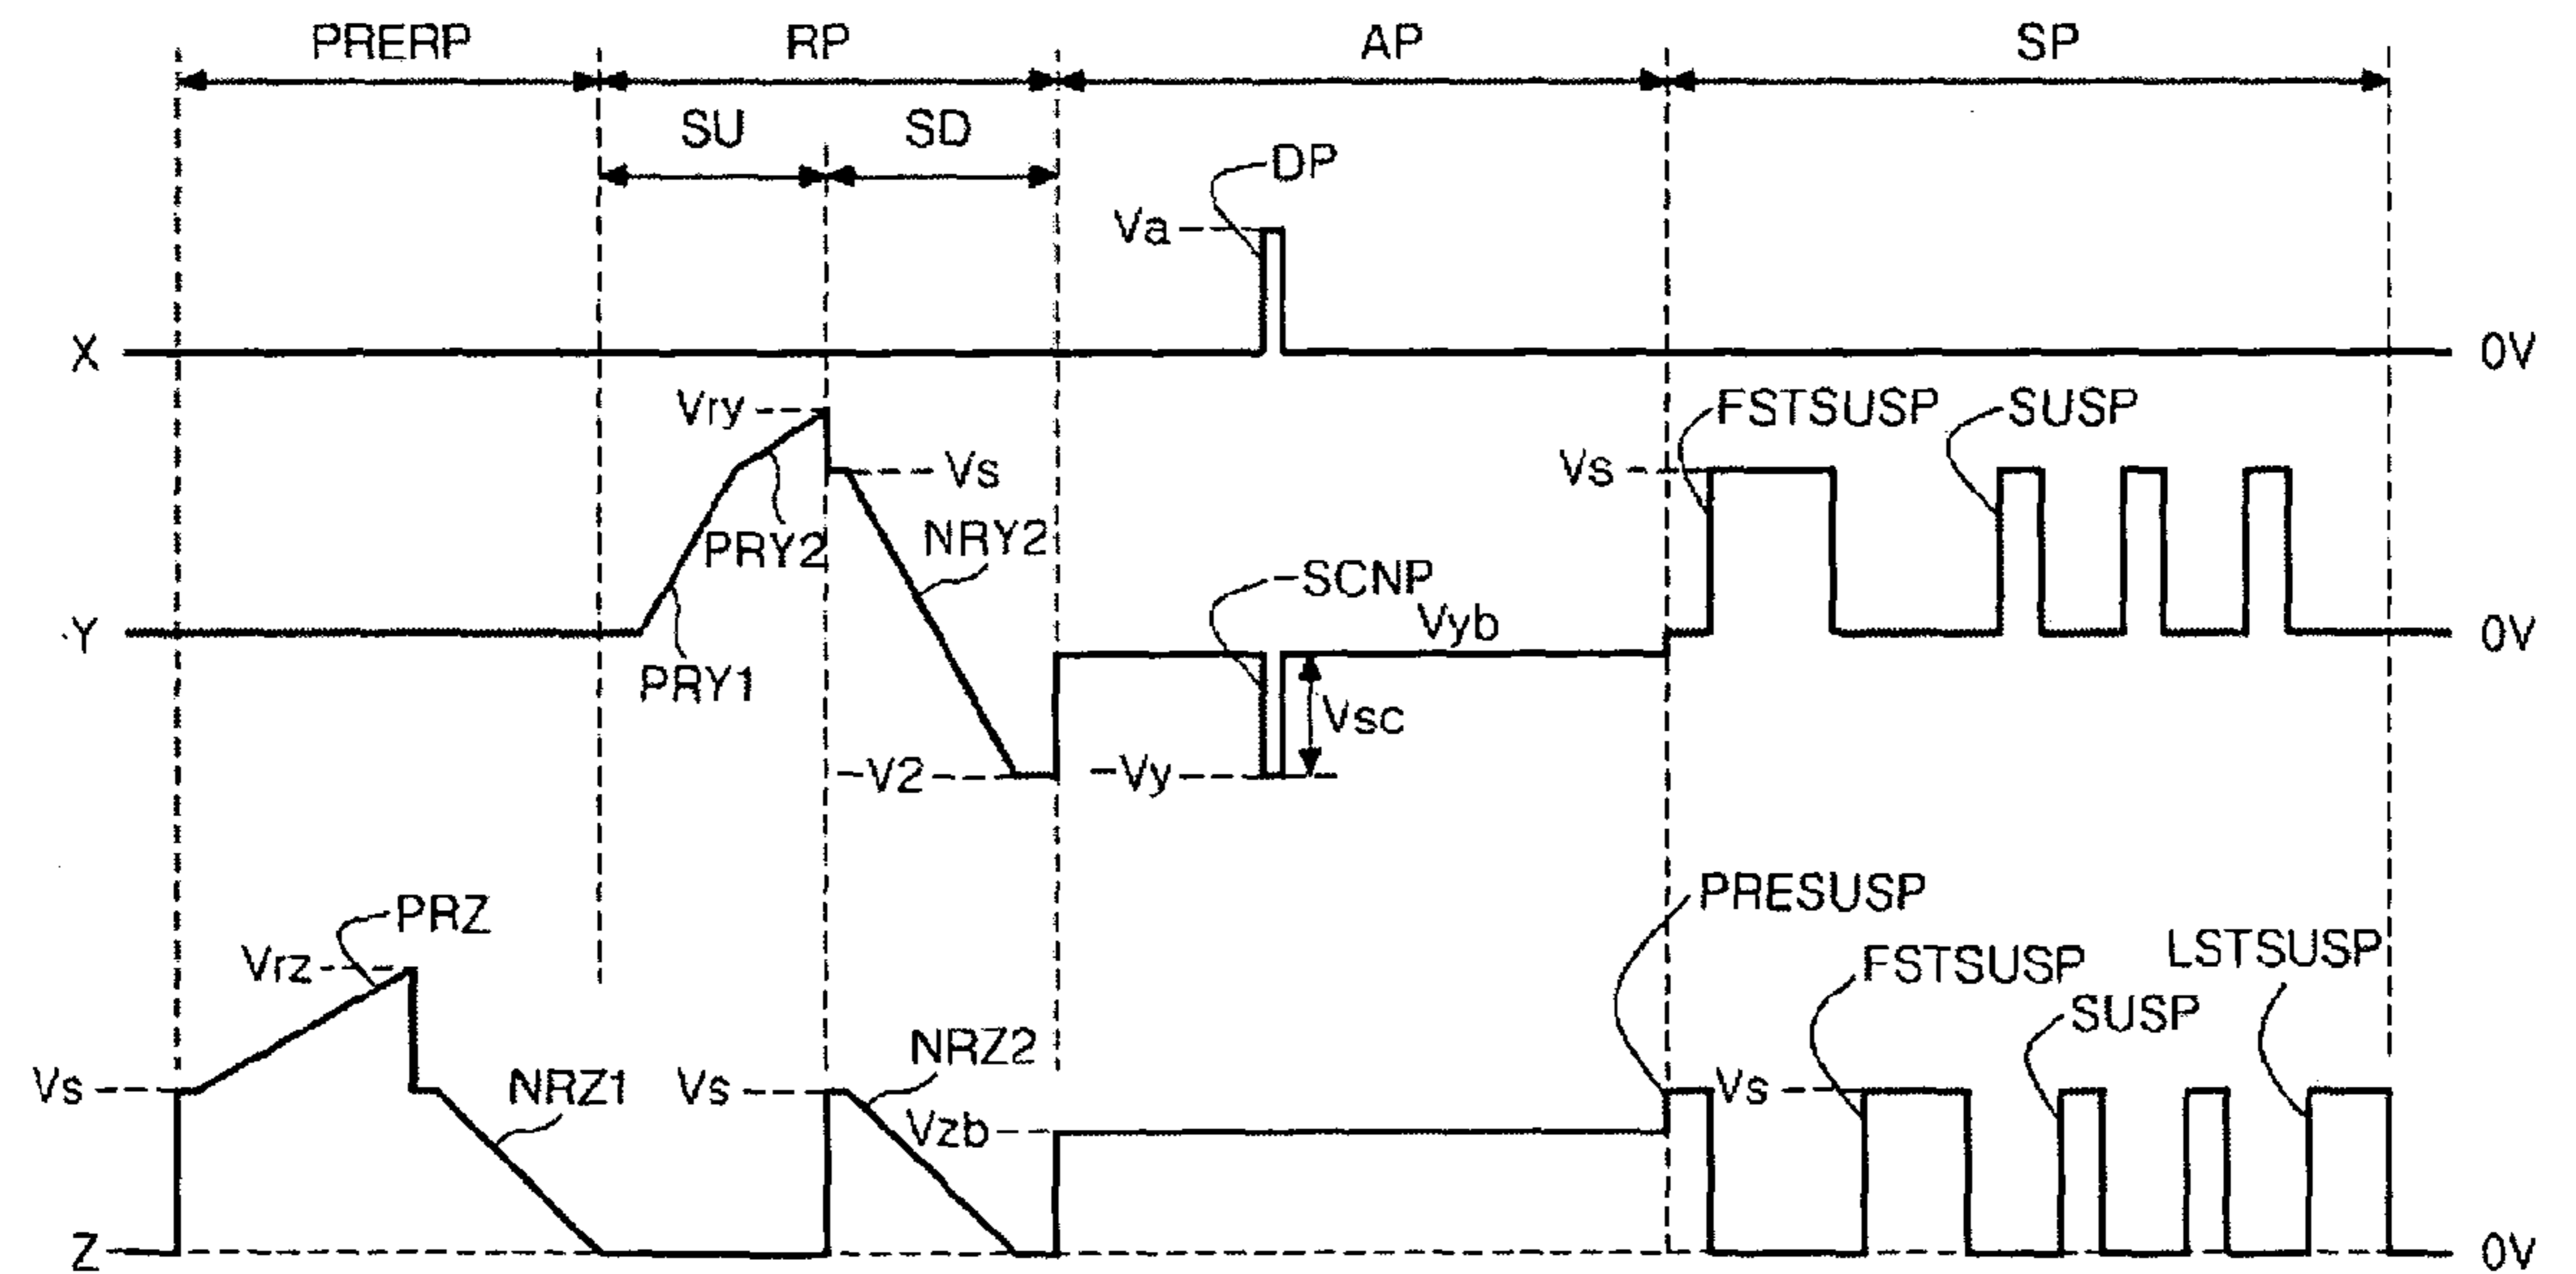 PRERP RP AP SP
SU SD
DP
Va
X 0V
Vry FSTSUSP SUSP
Vs Vs
PRY2 NRY2
-SCNP
Vyb
Y 0V
PRY1
Vsc
-V2 -Vy
PRESUSP
PRZ
Vrz FSTSUSP LSTSUSP
SUSP
NRZ2
Vs NRZ1 Vs Vs
Vzb
Z 0V